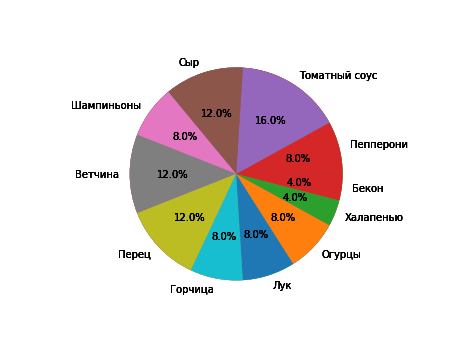 Сыр
Томатный соус
Шампиньоны
12.0%
16.0%
8.0%
Пепперони
8.0%
Ветчина
12.0%
4.0%
Бекон
4.0%
Халапенью
12.0%
8.0%
8.0%
8.0%
Перец
Огурцы
Горчица
Лук